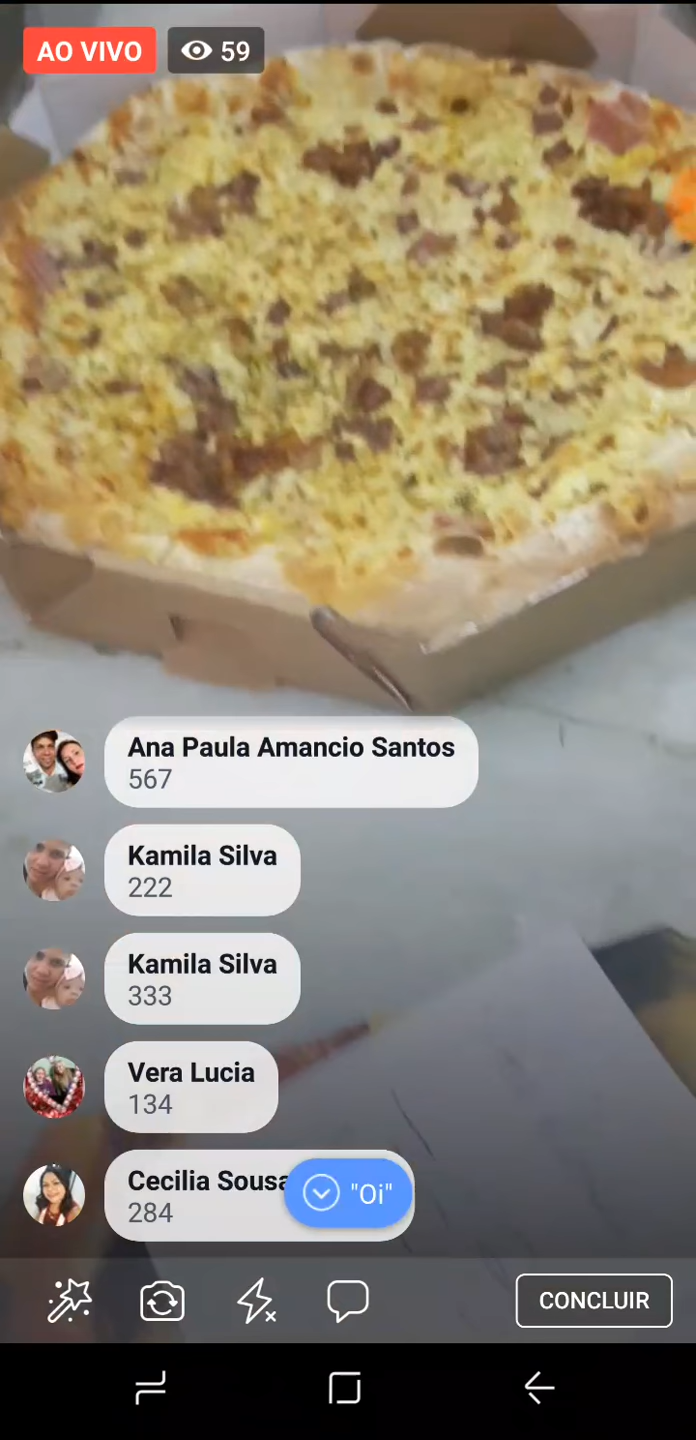 AO VIVO
59
Ana Paula Amancio Santos
567
Kamila Silva
222
Kamila Silva
333
Vera Lucia
134
Cecilia Sousa
284
"Oi"
CONCLUIR